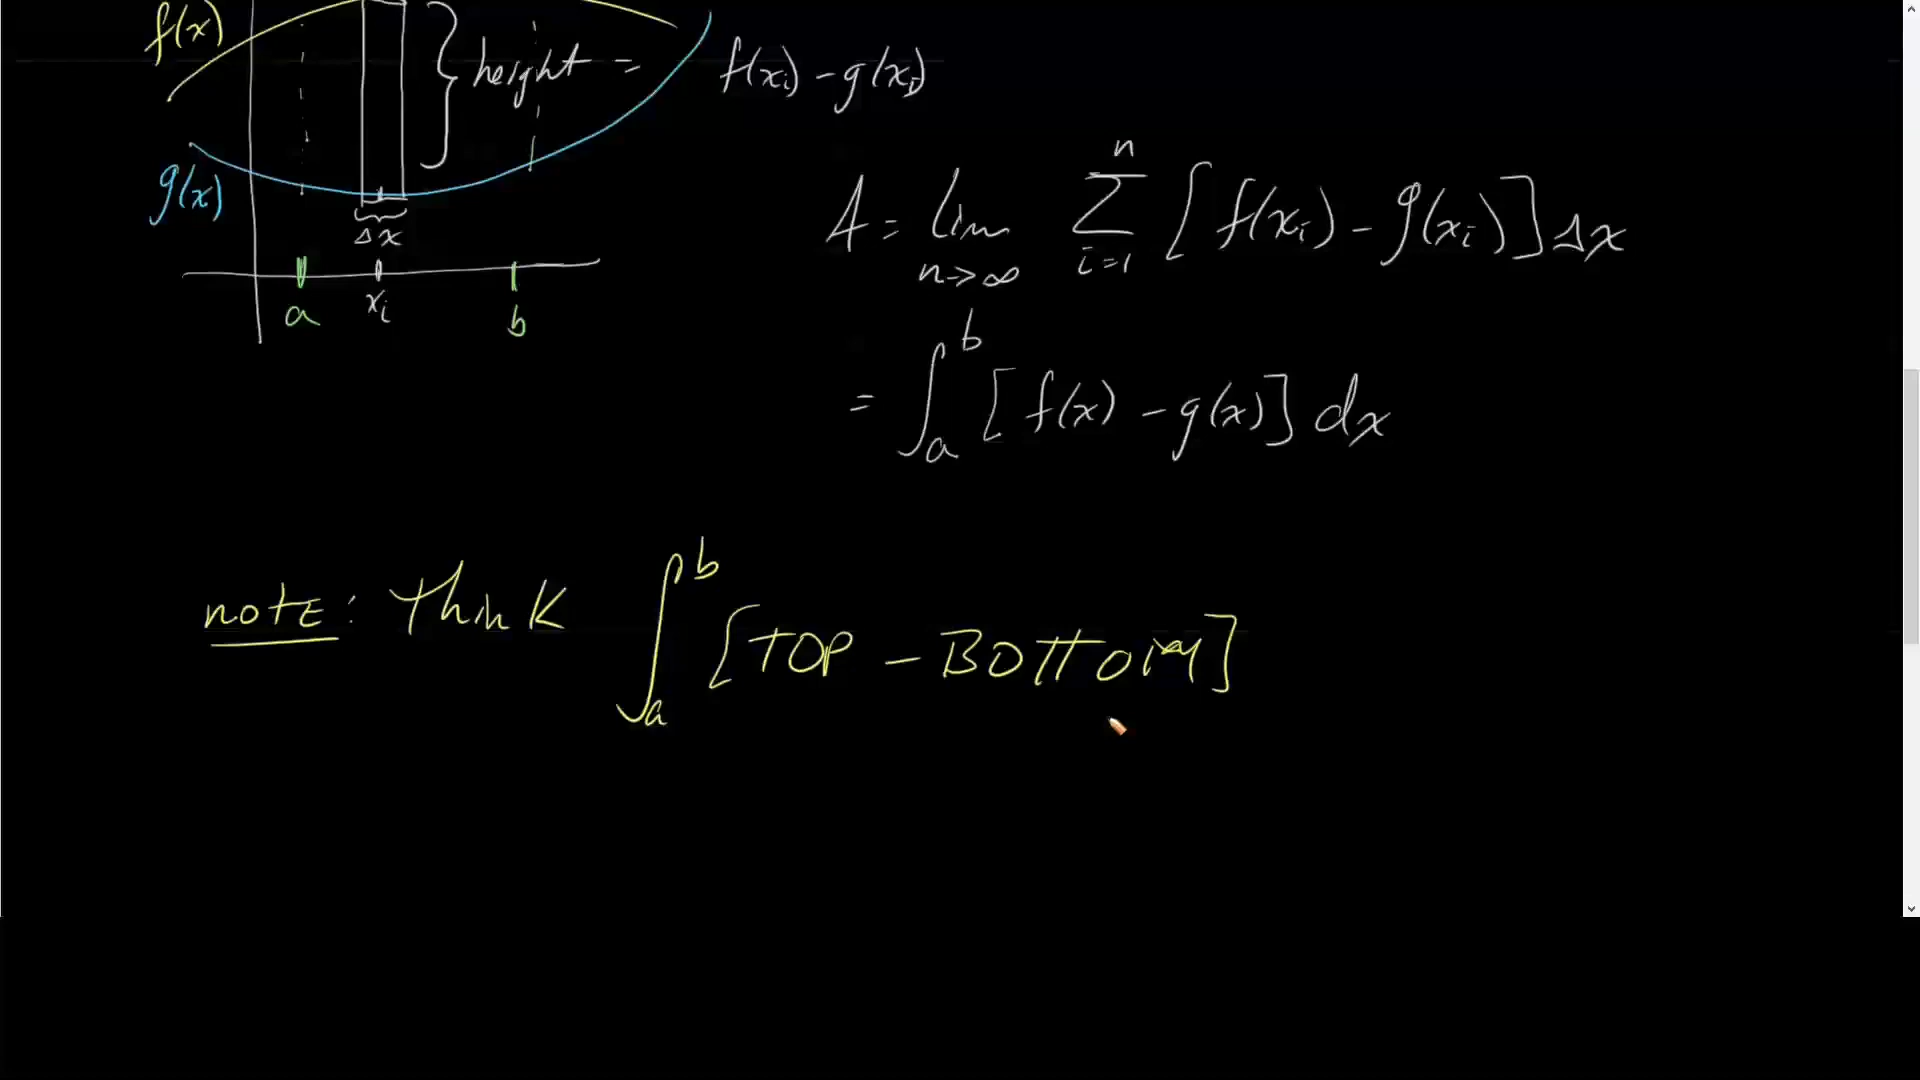 f(x)
height = f(xᵢ) - g(xᵢ)
g(x)
Δx
a xᵢ b
A = lim n→∞ Σ i=1 n [f(xᵢ) - g(xᵢ)] Δx
= ∫ₐᵇ [f(x) - g(x)] dx
note: think ∫ₐᵇ [TOP - BOTTOM]